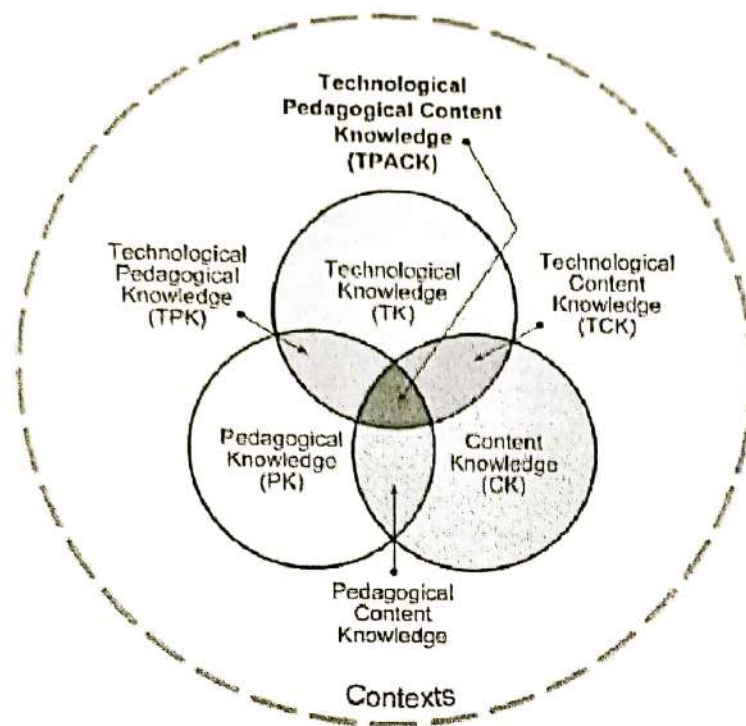 Technological
Pedagogical Content
Knowledge
(TPACK)
Technological
Pedagogical
Knowledge
(TPK)
Technological
Knowledge
(TK)
Technological
Content
Knowledge
(TCK)
Pedagogical
Knowledge
(PK)
Content
Knowledge
(CK)
Pedagogical
Content
Knowledge
Contexts